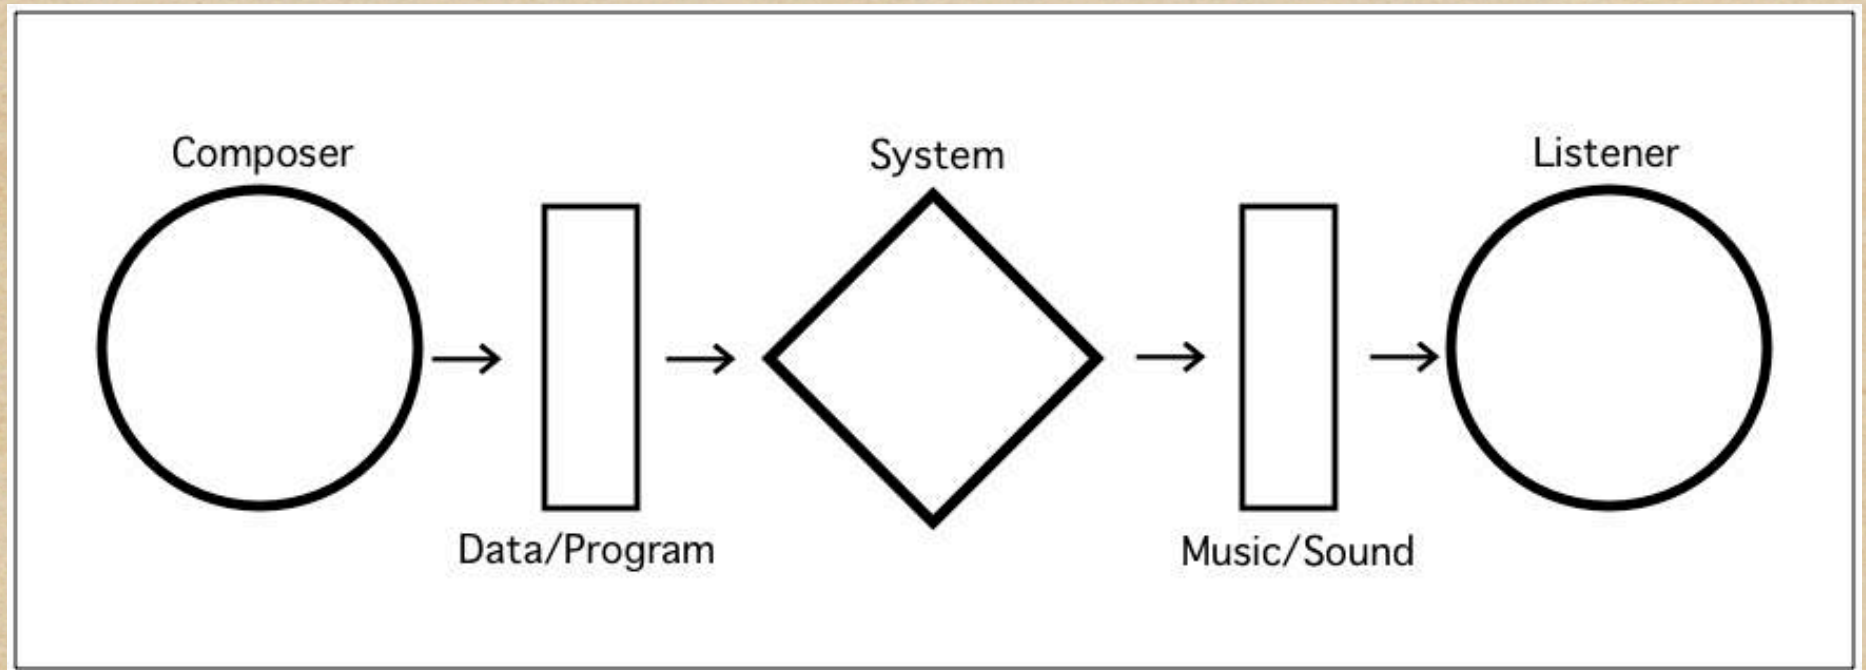 Composer
System
Listener
Data/Program
Music/Sound